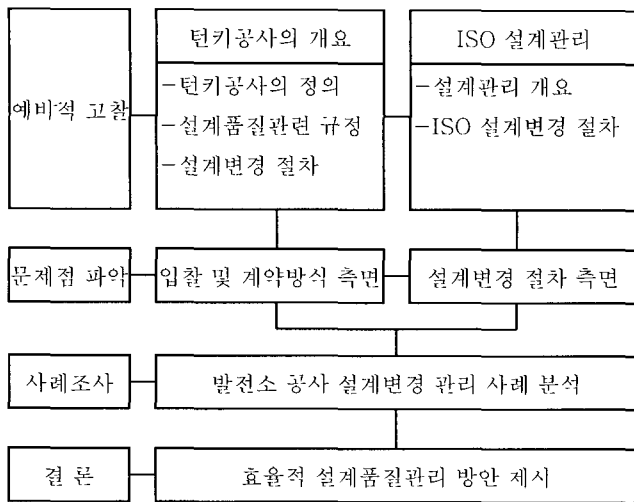 예비적 고찰
턴키공사의 개요
-턴키공사의 정의
-설계품질관련 규정
-설계변경 절차
ISO 설계관리
-설계관리 개요
-ISO 설계변경 절차
문제점 파악
입찰 및 계약방식 측면
설계변경 절차 측면
사례조사
발전소 공사 설계변경 관리 사례 분석
결 론
효율적 설계품질관리 방안 제시